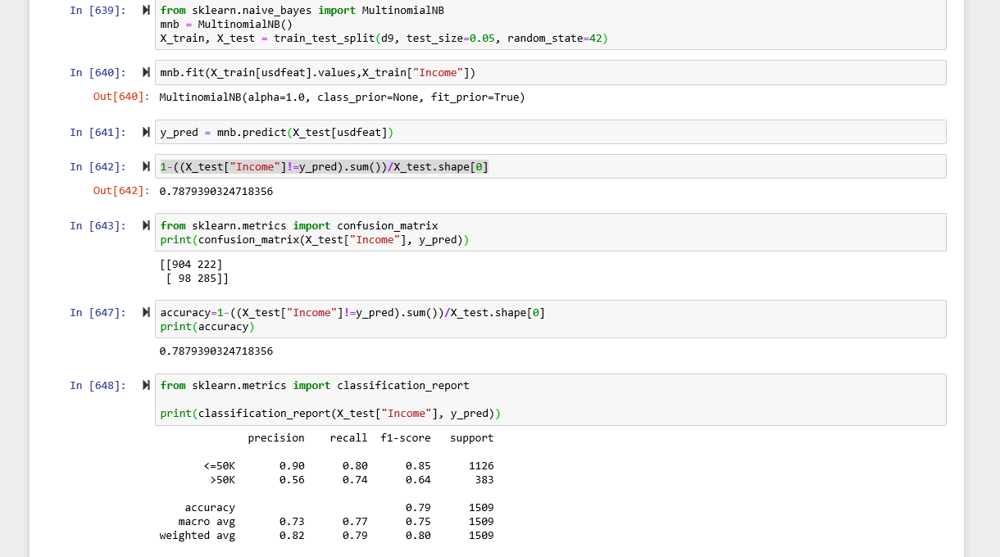 In [639]: from sklearn.naive_bayes import MultinomialNB
mnb = MultinomialNB()
X_train, X_test = train_test_split(d9, test_size=0.05, random_state=42)
In [640]: mnb.fit(X_train[usdfeat].values,X_train["Income"])
Out[640]: MultinomialNB(alpha=1.0, class_prior=None, fit_prior=True)
In [641]: y_pred = mnb.predict(X_test[usdfeat])
In [642]: 1-((X_test["Income"]!=y_pred).sum())/X_test.shape[0]
Out[642]: 0.7879390324718356
In [643]: from sklearn.metrics import confusion_matrix
print(confusion_matrix(X_test["Income"], y_pred))
[[904 222]
[ 98 285]]
In [647]: accuracy=1-((X_test["Income"]!=y_pred).sum())/X_test.shape[0]
print(accuracy)
0.7879390324718356
In [648]: from sklearn.metrics import classification_report
print(classification_report(X_test["Income"], y_pred))
precision recall f1-score support
<=50K 0.90 0.80 0.85 1126
>50K 0.56 0.74 0.64 383
accuracy 0.79 1509
macro avg 0.73 0.77 0.75 1509
weighted avg 0.82 0.79 0.80 1509